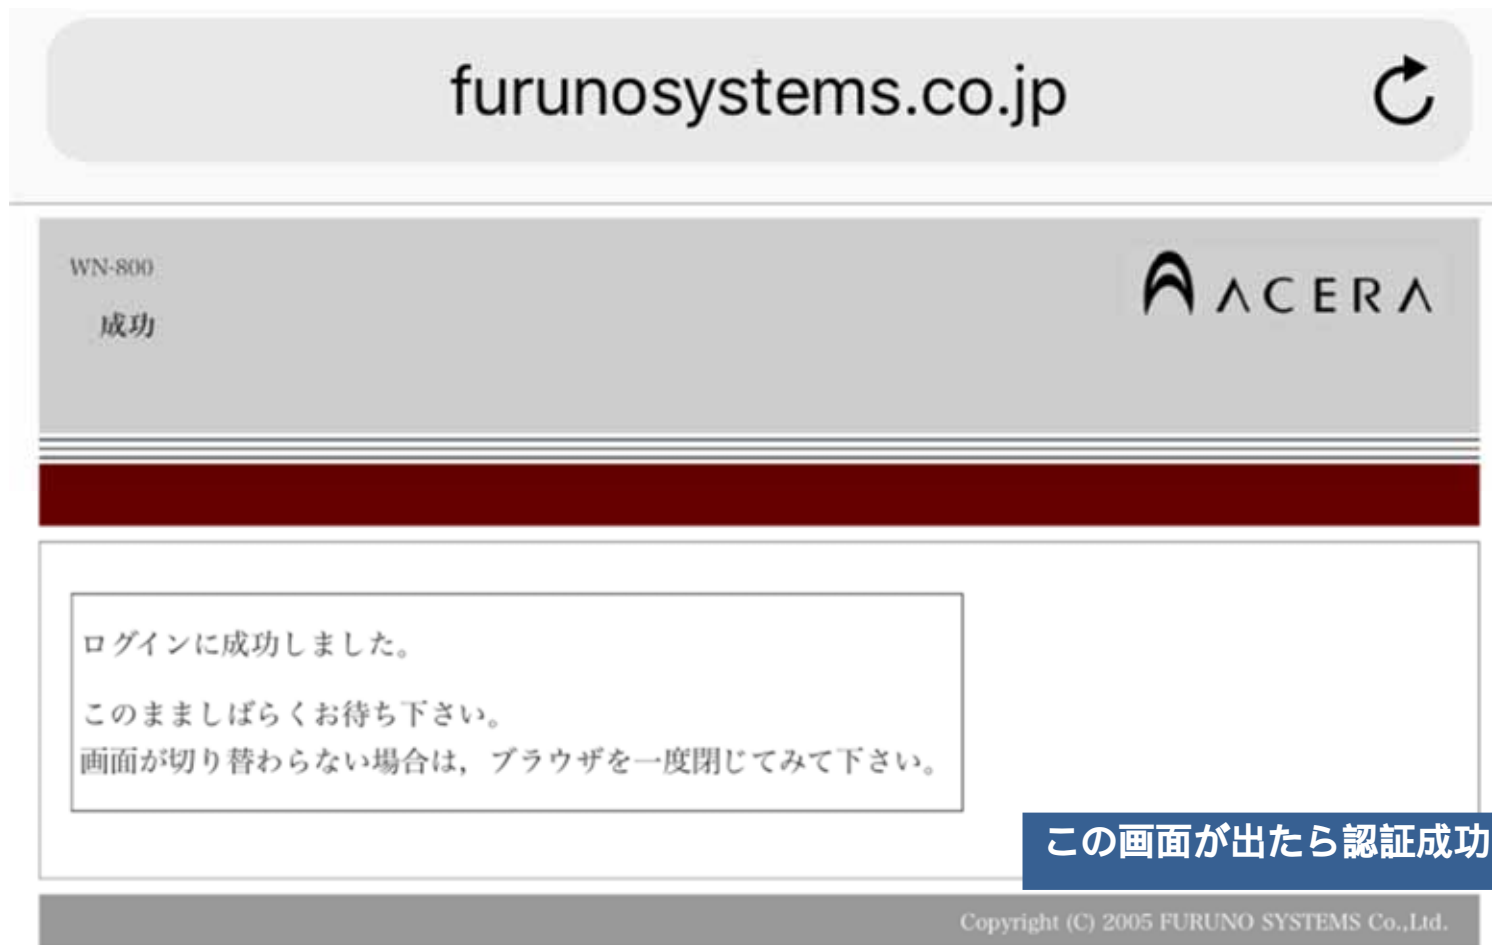 furunosystems.co.jp
WN-800
ACERA
成功
ログインに成功しました。
このまましばらくお待ち下さい。
画面が切り替わらない場合は，ブラウザを一度閉じてみて下さい。
この画面が出たら認証成功
Copyright (C) 2005 FURUNO SYSTEMS Co.,Ltd.